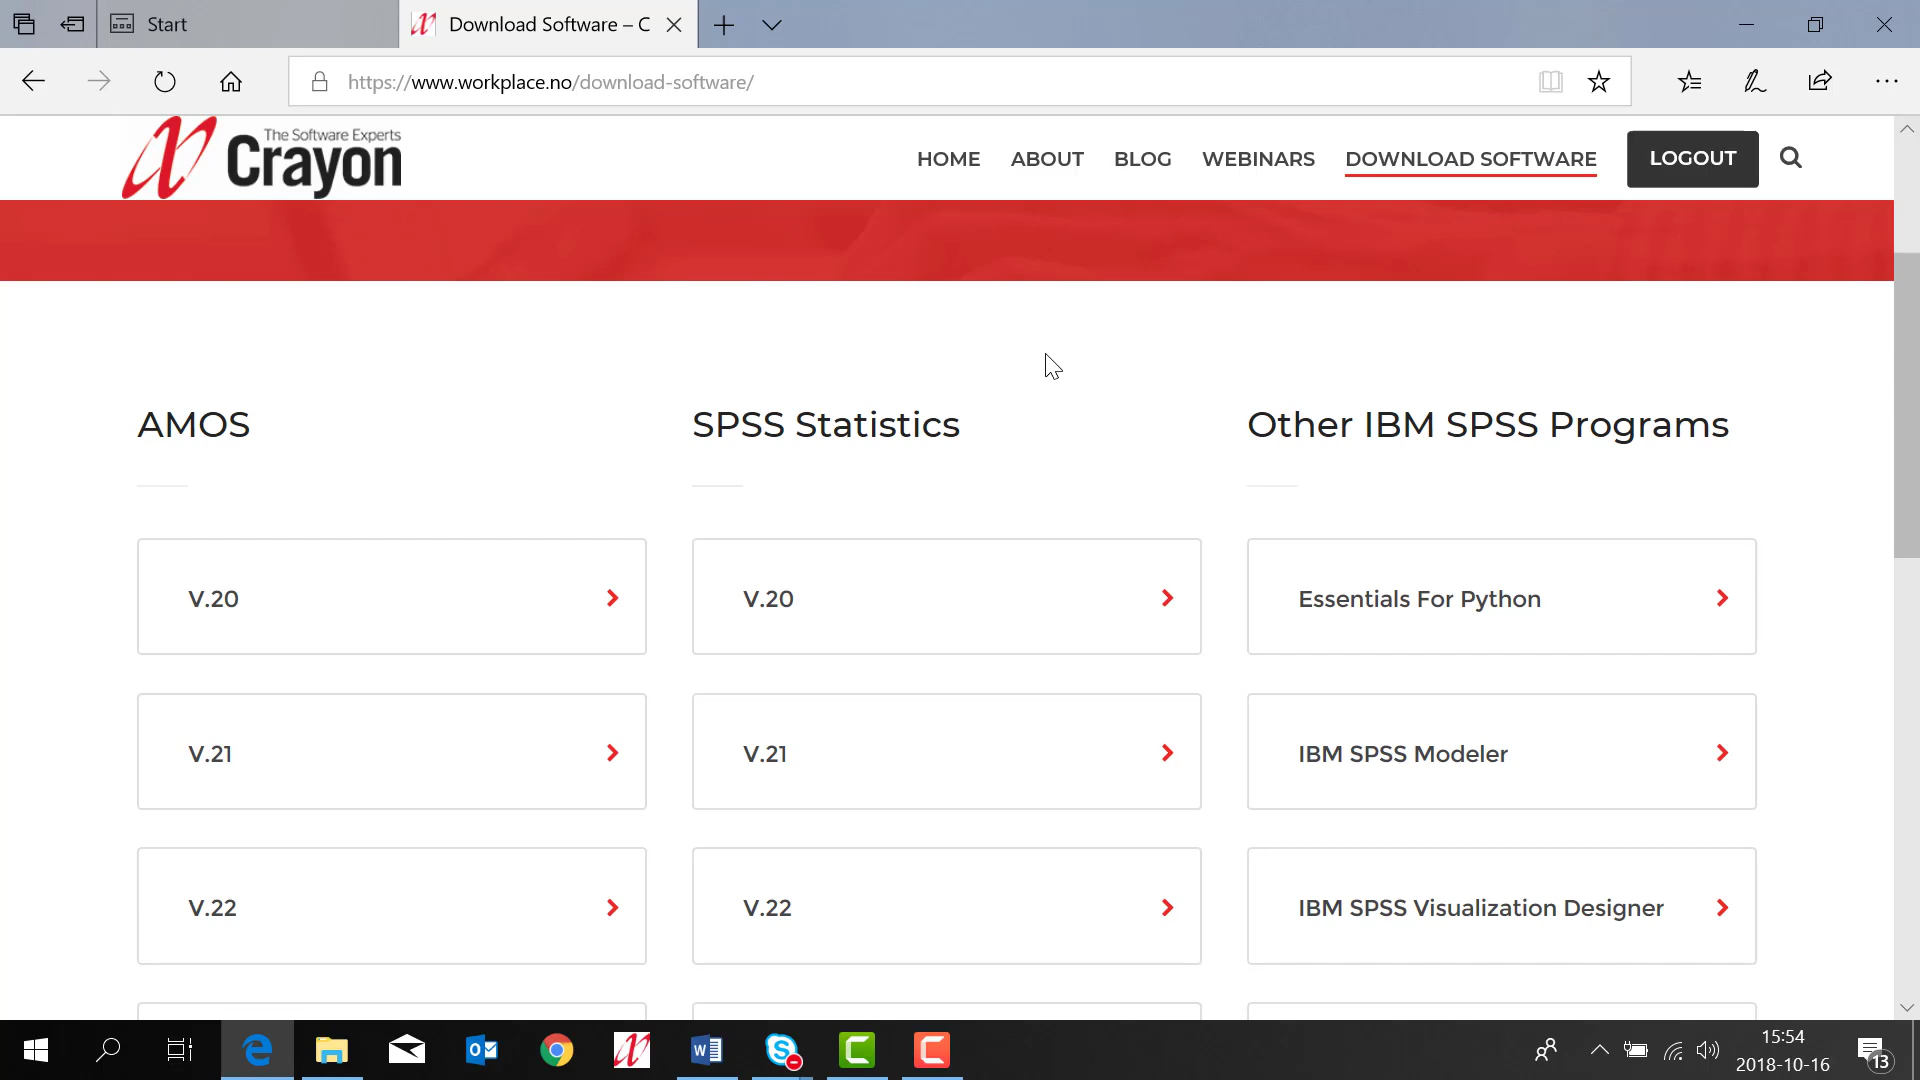 Start
Download Software – C
https://www.workplace.no/download-software/
The Software Experts
Crayon
HOME
ABOUT
BLOG
WEBINARS
DOWNLOAD SOFTWARE
LOGOUT
AMOS
SPSS Statistics
Other IBM SPSS Programs
V.20
V.20
Essentials For Python
V.21
V.21
IBM SPSS Modeler
V.22
V.22
IBM SPSS Visualization Designer
15:54
2018-10-16
13